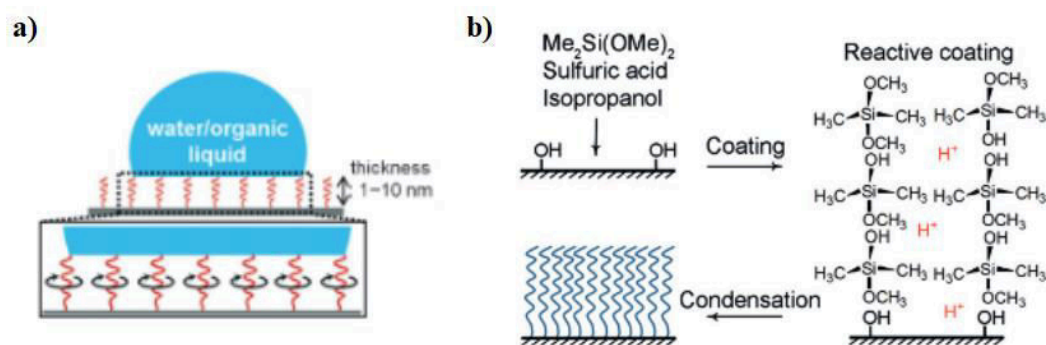 a)
water/organic
liquid
thickness
1−10 nm
b)
Me₂Si(OMe)₂
Sulfuric acid
Isopropanol
OH OH
Coating
Reactive coating
OCH₃ OCH₃
H₃C Si CH₃ H₃C Si CH₃
OCH₃ OH
H⁺
OH OH
H₃C Si CH₃ H₃C Si CH₃
OCH₃ OCH₃
H⁺
OH OH
H₃C Si CH₃ H₃C Si CH₃
OCH₃ OCH₃
H⁺
OH OH
Condensation